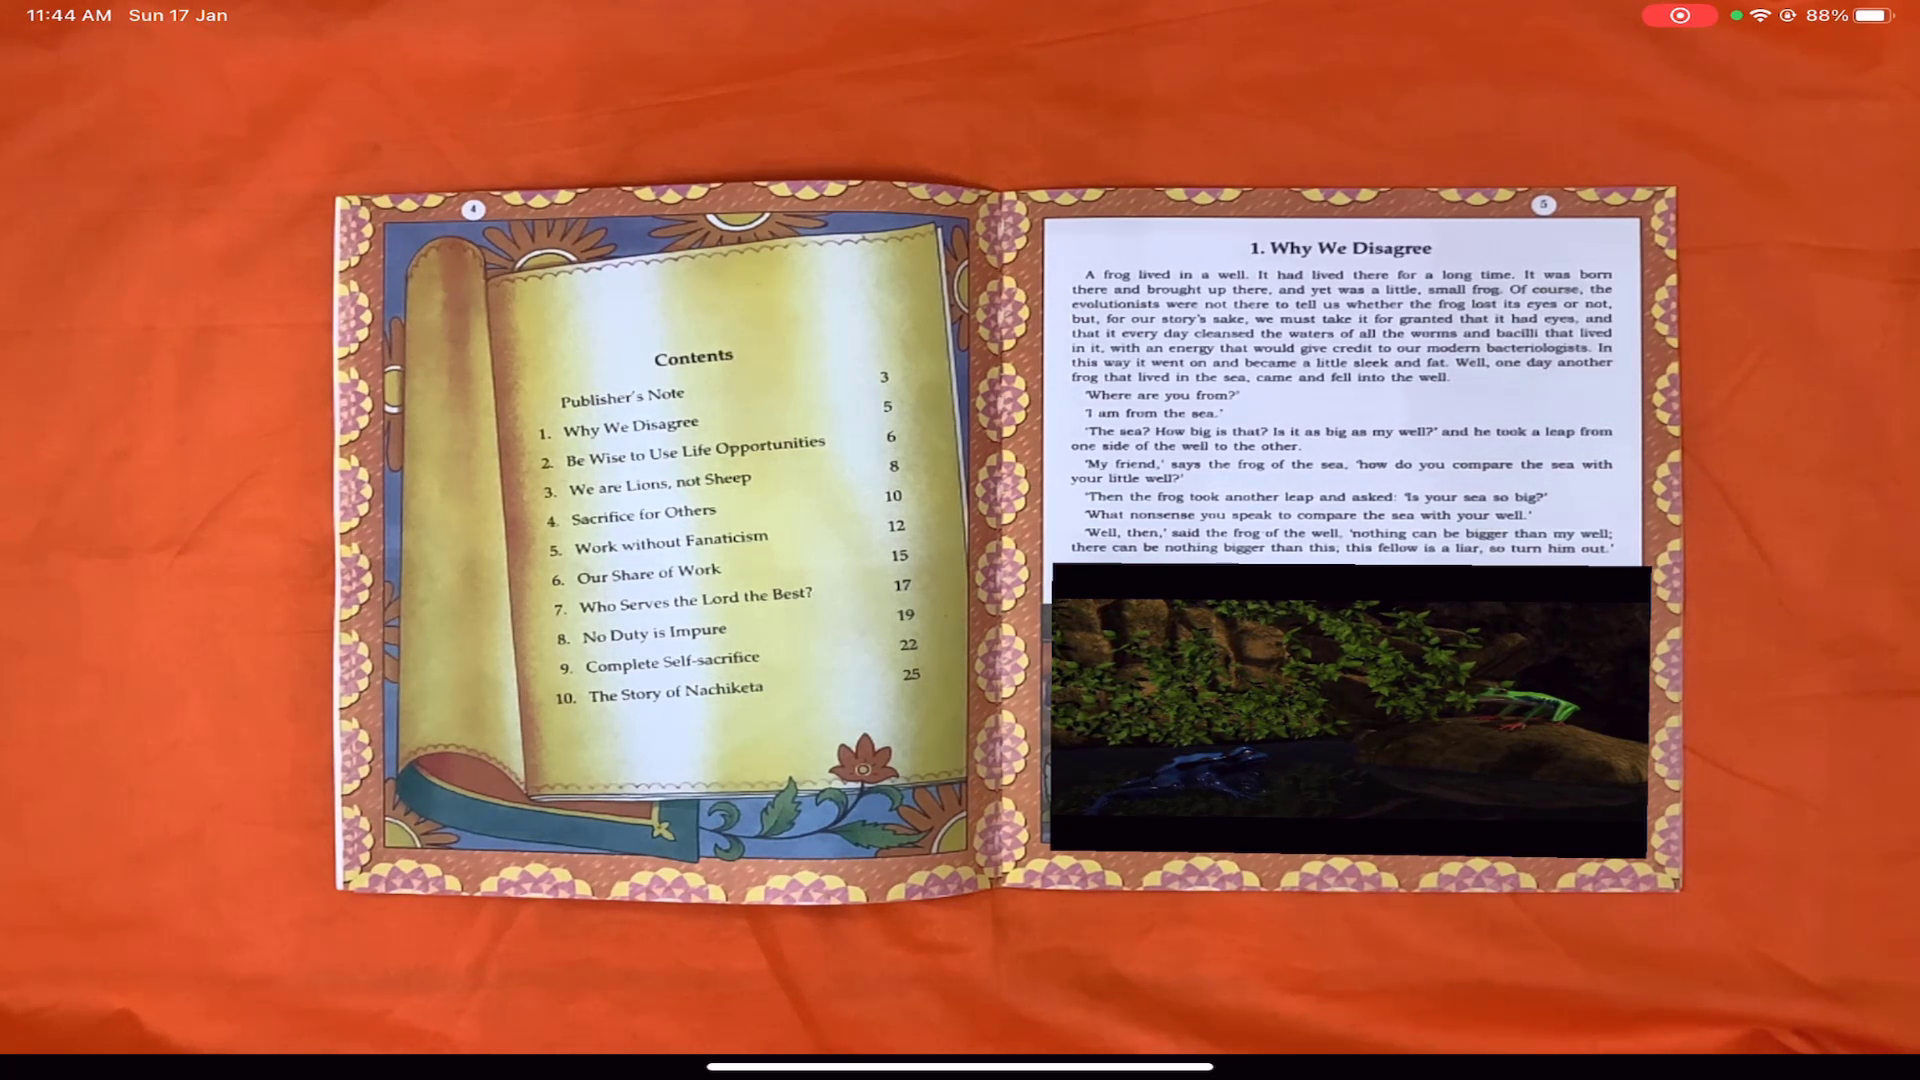 11:44 AM Sun 17 Jan
88%
4
Contents
Publisher's Note 3
1. Why We Disagree 5
2. Be Wise to Use Life Opportunities 6
3. We are Lions, not Sheep 8
4. Sacrifice for Others 10
5. Work without Fanaticism 12
6. Our Share of Work 15
7. Who Serves the Lord the Best? 17
8. No Duty is Impure 19
9. Complete Self-sacrifice 22
10. The Story of Nachiketa 25
5
1. Why We Disagree
A frog lived in a well. It had lived there for a long time. It was born
there and brought up there, and yet was a little, small frog. Of course, the
evolutionists were not there to tell us whether the frog lost its eyes or not,
but, for our story's sake, we must take it for granted that it had eyes, and
that it every day cleansed the waters of all the worms and bacilli that lived
in it, with an energy that would give credit to our modern bacteriologists. In
this way it went on and became a little sleek and fat. Well, one day another
frog that lived in the sea, came and fell into the well.
'Where are you from?'
'I am from the sea.'
'The sea? How big is that? Is it as big as my well?' and he took a leap from
one side of the well to the other.
'My friend,' says the frog of the sea, 'how do you compare the sea with
your little well?'
'Then the frog took another leap and asked: 'Is your sea so big?'
'What nonsense you speak to compare the sea with your well.'
'Well, then,' said the frog of the well, 'nothing can be bigger than my well;
there can be nothing bigger than this; this fellow is a liar, so turn him out.'